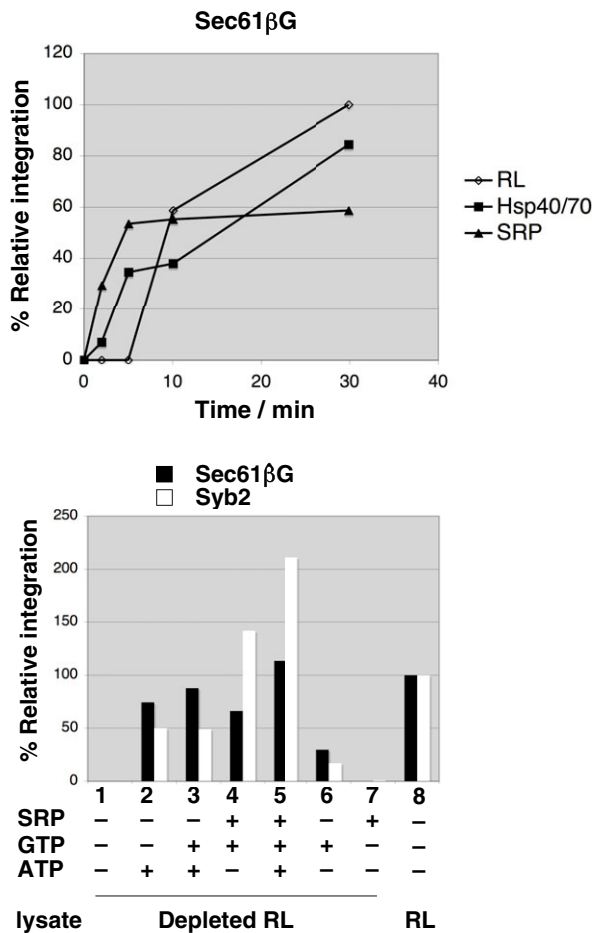 Sec61βG
120
100
80
60
40
20
0
% Relative integration
0 10 20 30 40
Time / min
RL
Hsp40/70
SRP
Sec61β̂G
Syb2
250
200
150
100
50
0
% Relative integration
1 2 3 4 5 6 7 8
SRP – – – + + – + –
GTP – – + + + + – –
ATP – + + – + – – –
lysate Depleted RL RL